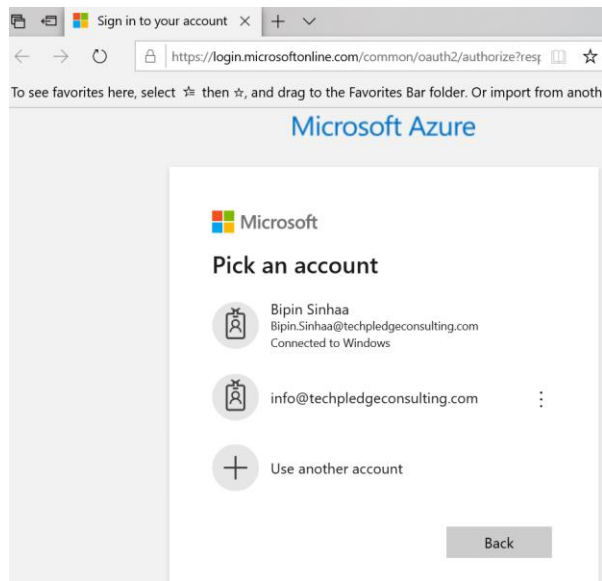 Sign in to your account
https://login.microsoftonline.com/common/oauth2/authorize?resp
To see favorites here, select then , and drag to the Favorites Bar folder. Or import from anoth
Microsoft Azure
Microsoft
Pick an account
Bipin Sinhaa
Bipin.Sinhaa@techpledgeconsulting.com
Connected to Windows
info@techpledgeconsulting.com
Use another account
Back